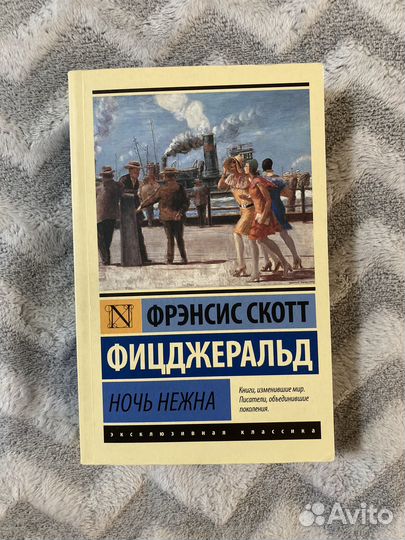 N
ФРЭНСИС СКОТТ
ФИЦДЖЕРАЛЬД
НОЧЬ НЕЖНА
Книги, изменившие мир.
Писатели, объединившие
поколения.
эксклюзивная классика
Avito